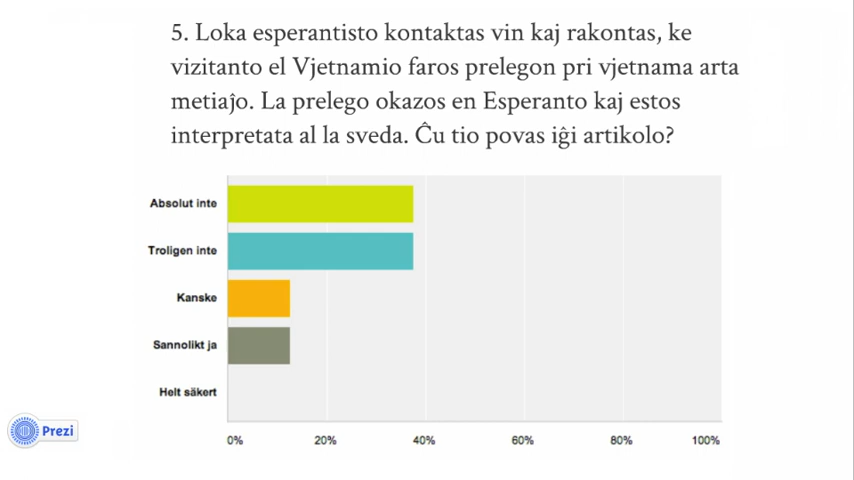 5. Loka esperantisto kontaktas vin kaj rakontas, ke
vizitanto el Vjetnamio faros prelegon pri vjetnama arta
metiaĵo. La prelego okazos en Esperanto kaj estos
interpretata al la sveda. Ĉu tio povas iĝi artikolo?
Absolut inte
Troligen inte
Kanske
Sannolikt ja
Helt säkert
0% 20% 40% 60% 80% 100%
Prezi